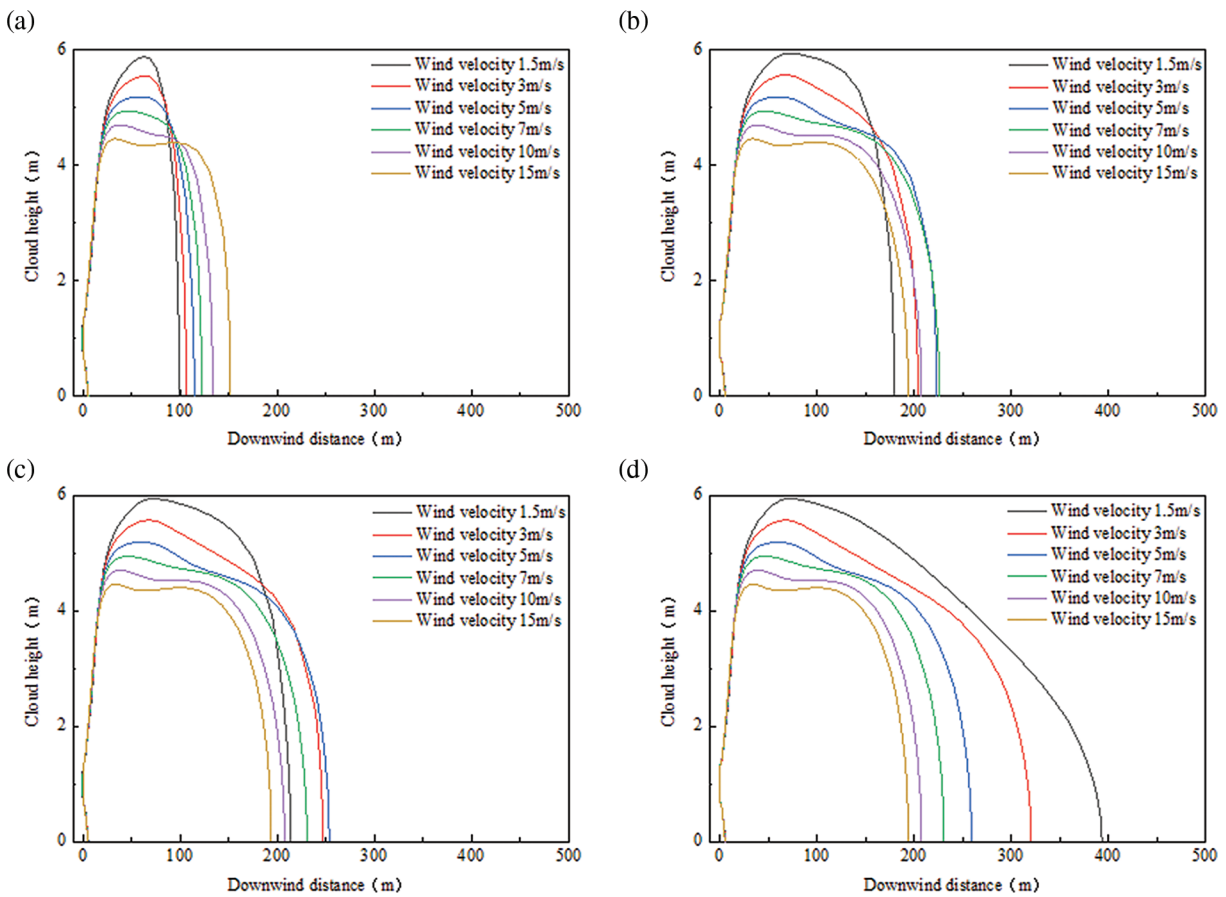 (a)
6
4
2
0
Cloud height（m）
0 100 200 300 400 500
Downwind distance（m）
Wind velocity 1.5m/s
Wind velocity 3m/s
Wind velocity 5m/s
Wind velocity 7m/s
Wind velocity 10m/s
Wind velocity 15m/s
(b)
6
4
2
0
Cloud height（m）
0 100 200 300 400 500
Downwind distance（m）
Wind velocity 1.5m/s
Wind velocity 3m/s
Wind velocity 5m/s
Wind velocity 7m/s
Wind velocity 10m/s
Wind velocity 15m/s
(c)
6
4
2
0
Cloud height（m）
0 100 200 300 400 500
Downwind distance（m）
Wind velocity 1.5m/s
Wind velocity 3m/s
Wind velocity 5m/s
Wind velocity 7m/s
Wind velocity 10m/s
Wind velocity 15m/s
(d)
6
4
2
0
Cloud height（m）
0 100 200 300 400 500
Downwind distance（m）
Wind velocity 1.5m/s
Wind velocity 3m/s
Wind velocity 5m/s
Wind velocity 7m/s
Wind velocity 10m/s
Wind velocity 15m/s